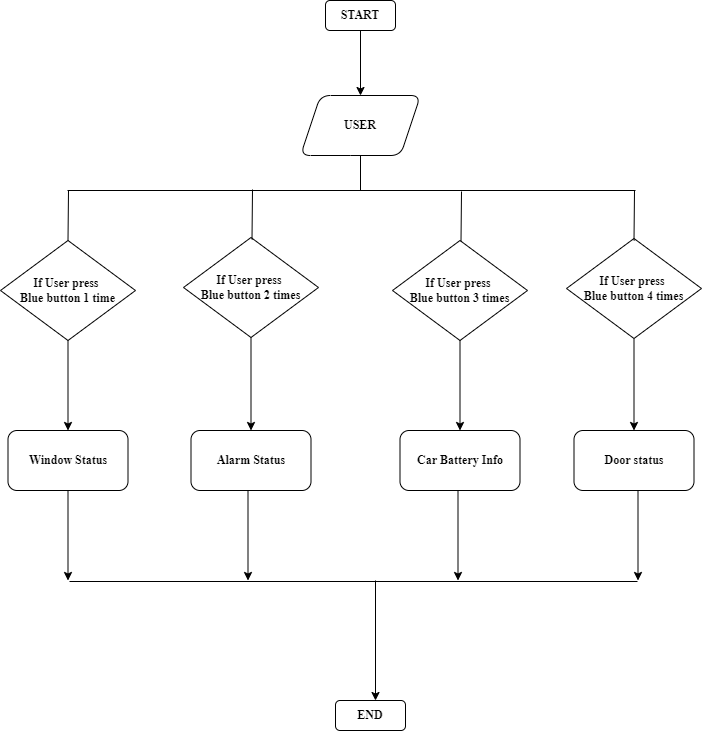 START
USER
If User press
Blue button 1 time
If User press
Blue button 2 times
If User press
Blue button 3 times
If User press
Blue button 4 times
Window Status
Alarm Status
Car Battery Info
Door status
END